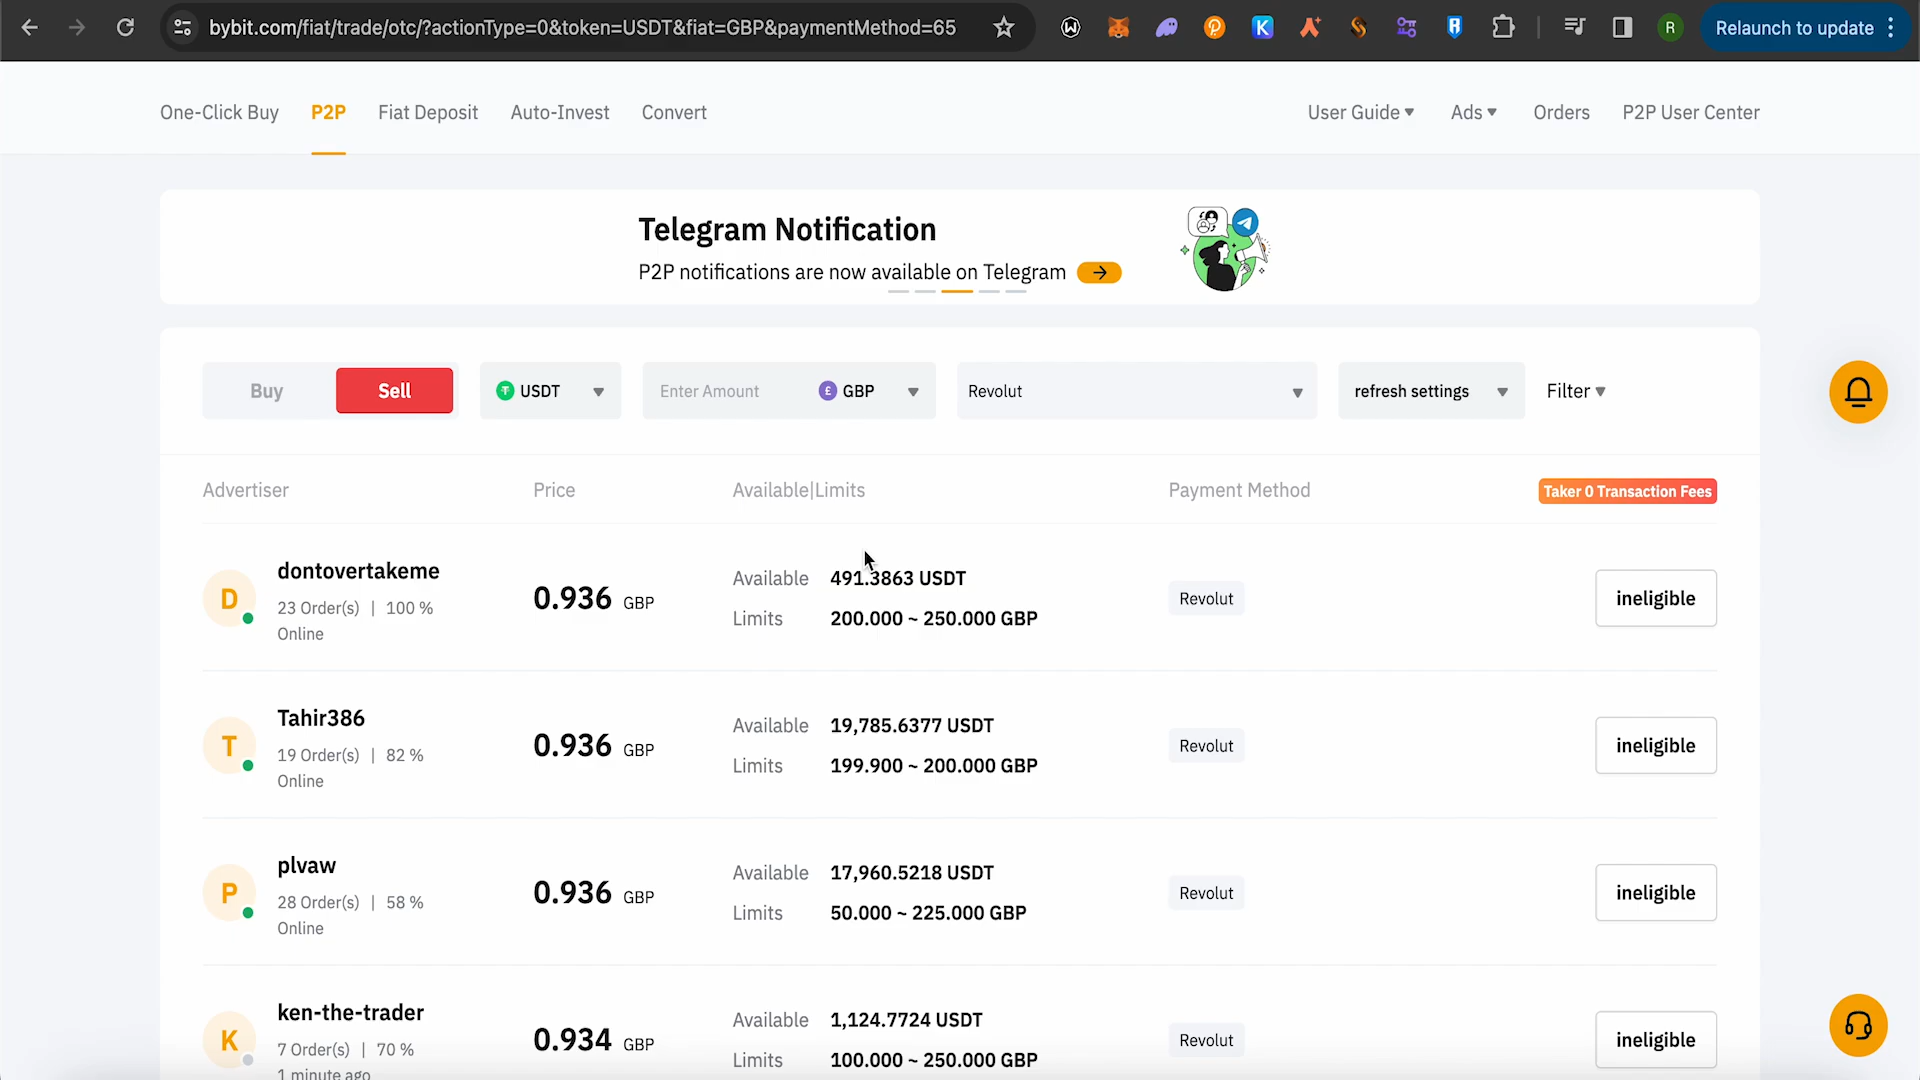 bybit.com/fiat/trade/otc/?actionType=0&token=USDT&fiat=GBP&paymentMethod=65
R
Relaunch to update
One-Click Buy
P2P
Fiat Deposit
Auto-Invest
Convert
User Guide
Ads
Orders
P2P User Center
Telegram Notification
P2P notifications are now available on Telegram
Buy
Sell
USDT
Enter Amount
GBP
Revolut
refresh settings
Filter
Advertiser
Price
Available|Limits
Payment Method
Taker 0 Transaction Fees
D
dontovertakeme
23 Order(s) | 100 %
Online
0.936 GBP
Available 491.3863 USDT
Limits 200.000 ~ 250.000 GBP
Revolut
ineligible
T
Tahir386
19 Order(s) | 82 %
Online
0.936 GBP
Available 19,785.6377 USDT
Limits 199.900 ~ 200.000 GBP
Revolut
ineligible
P
plvaw
28 Order(s) | 58 %
Online
0.936 GBP
Available 17,960.5218 USDT
Limits 50.000 ~ 225.000 GBP
Revolut
ineligible
K
ken-the-trader
7 Order(s) | 70 %
1 minute ago
0.934 GBP
Available 1,124.7724 USDT
Limits 100.000 ~ 250.000 GBP
Revolut
ineligible